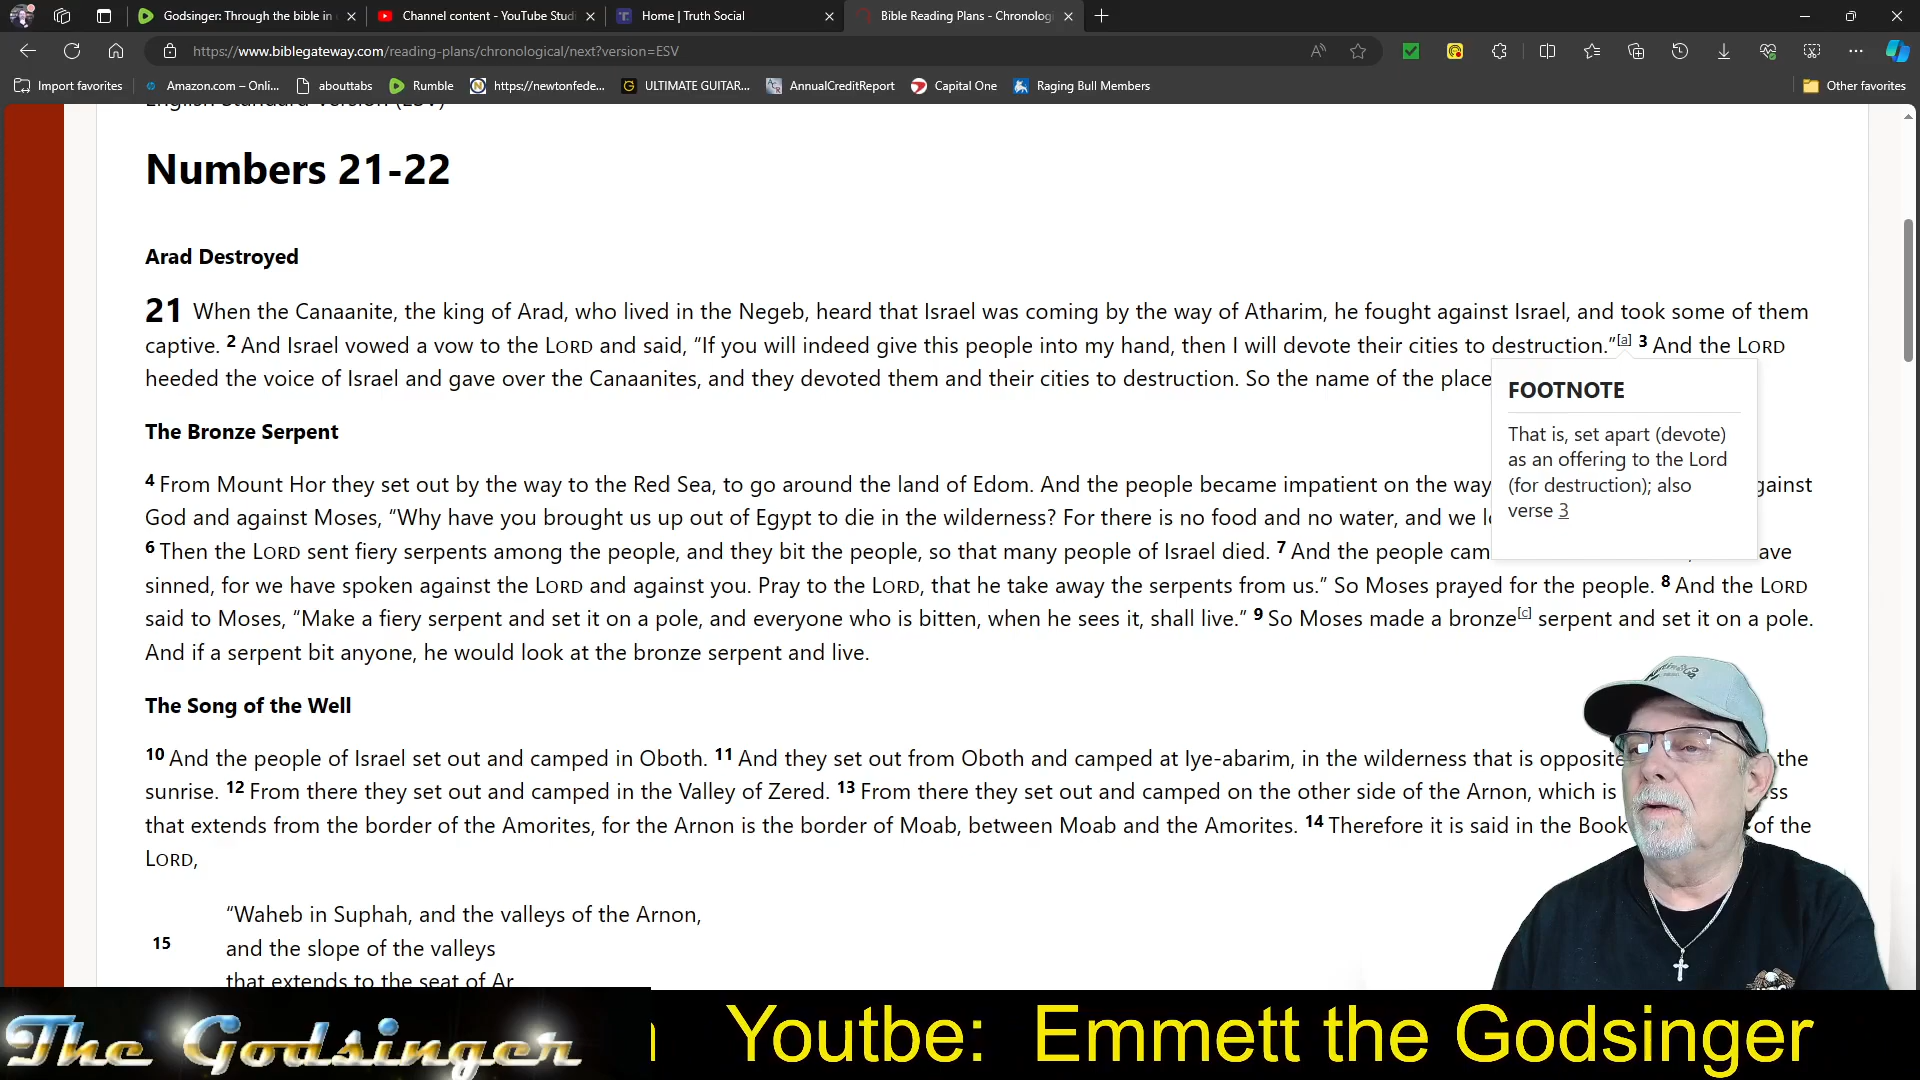 Godsinger: Through the bible in
Channel content - YouTube Studi
Home | Truth Social
Bible Reading Plans - Chronolog
https://www.biblegateway.com/reading-plans/chronological/next?version=ESV
Import favorites
Amazon.com – Onli...
abouttabs
Rumble
https://newtonfede...
ULTIMATE GUITAR...
AnnualCreditReport
Capital One
Raging Bull Members
Other favorites
English Standard Version (ESV)
Numbers 21-22
Arad Destroyed
21 When the Canaanite, the king of Arad, who lived in the Negeb, heard that Israel was coming by the way of Atharim, he fought against Israel, and took some of them
captive. 2 And Israel vowed a vow to the LORD and said, “If you will indeed give this people into my hand, then I will devote their cities to destruction.”[a] 3 And the LORD
heeded the voice of Israel and gave over the Canaanites, and they devoted them and their cities to destruction. So the name of the place
FOOTNOTE
That is, set apart (devote)
as an offering to the Lord
(for destruction); also
verse 3
The Bronze Serpent
4 From Mount Hor they set out by the way to the Red Sea, to go around the land of Edom. And the people became impatient on the way gainst
God and against Moses, “Why have you brought us up out of Egypt to die in the wilderness? For there is no food and no water, and we l
6 Then the LORD sent fiery serpents among the people, and they bit the people, so that many people of Israel died. 7 And the people cam ave
sinned, for we have spoken against the LORD and against you. Pray to the LORD, that he take away the serpents from us.” So Moses prayed for the people. 8 And the LORD
said to Moses, “Make a fiery serpent and set it on a pole, and everyone who is bitten, when he sees it, shall live.” 9 So Moses made a bronze[c] serpent and set it on a pole.
And if a serpent bit anyone, he would look at the bronze serpent and live.
The Song of the Well
10 And the people of Israel set out and camped in Oboth. 11 And they set out from Oboth and camped at Iye-abarim, in the wilderness that is opposite the
sunrise. 12 From there they set out and camped in the Valley of Zered. 13 From there they set out and camped on the other side of the Arnon, which is ss
that extends from the border of the Amorites, for the Arnon is the border of Moab, between Moab and the Amorites. 14 Therefore it is said in the Book of the
LORD,
“Waheb in Suphah, and the valleys of the Arnon,
15 and the slope of the valleys
that extends to the seat of Ar
The Godsinger
Youtbe: Emmett the Godsinger